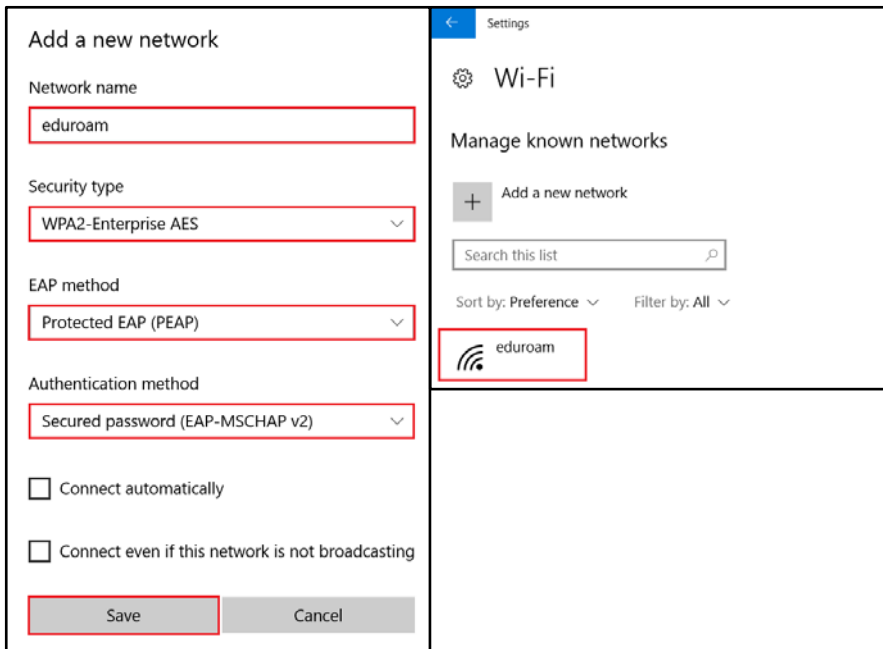 Add a new network
Network name
eduroam
Security type
WPA2-Enterprise AES
EAP method
Protected EAP (PEAP)
Authentication method
Secured password (EAP-MSCHAP v2)
Connect automatically
Connect even if this network is not broadcasting
Save Cancel
Settings
Wi-Fi
Manage known networks
Add a new network
Search this list
Sort by: Preference Filter by: All
eduroam